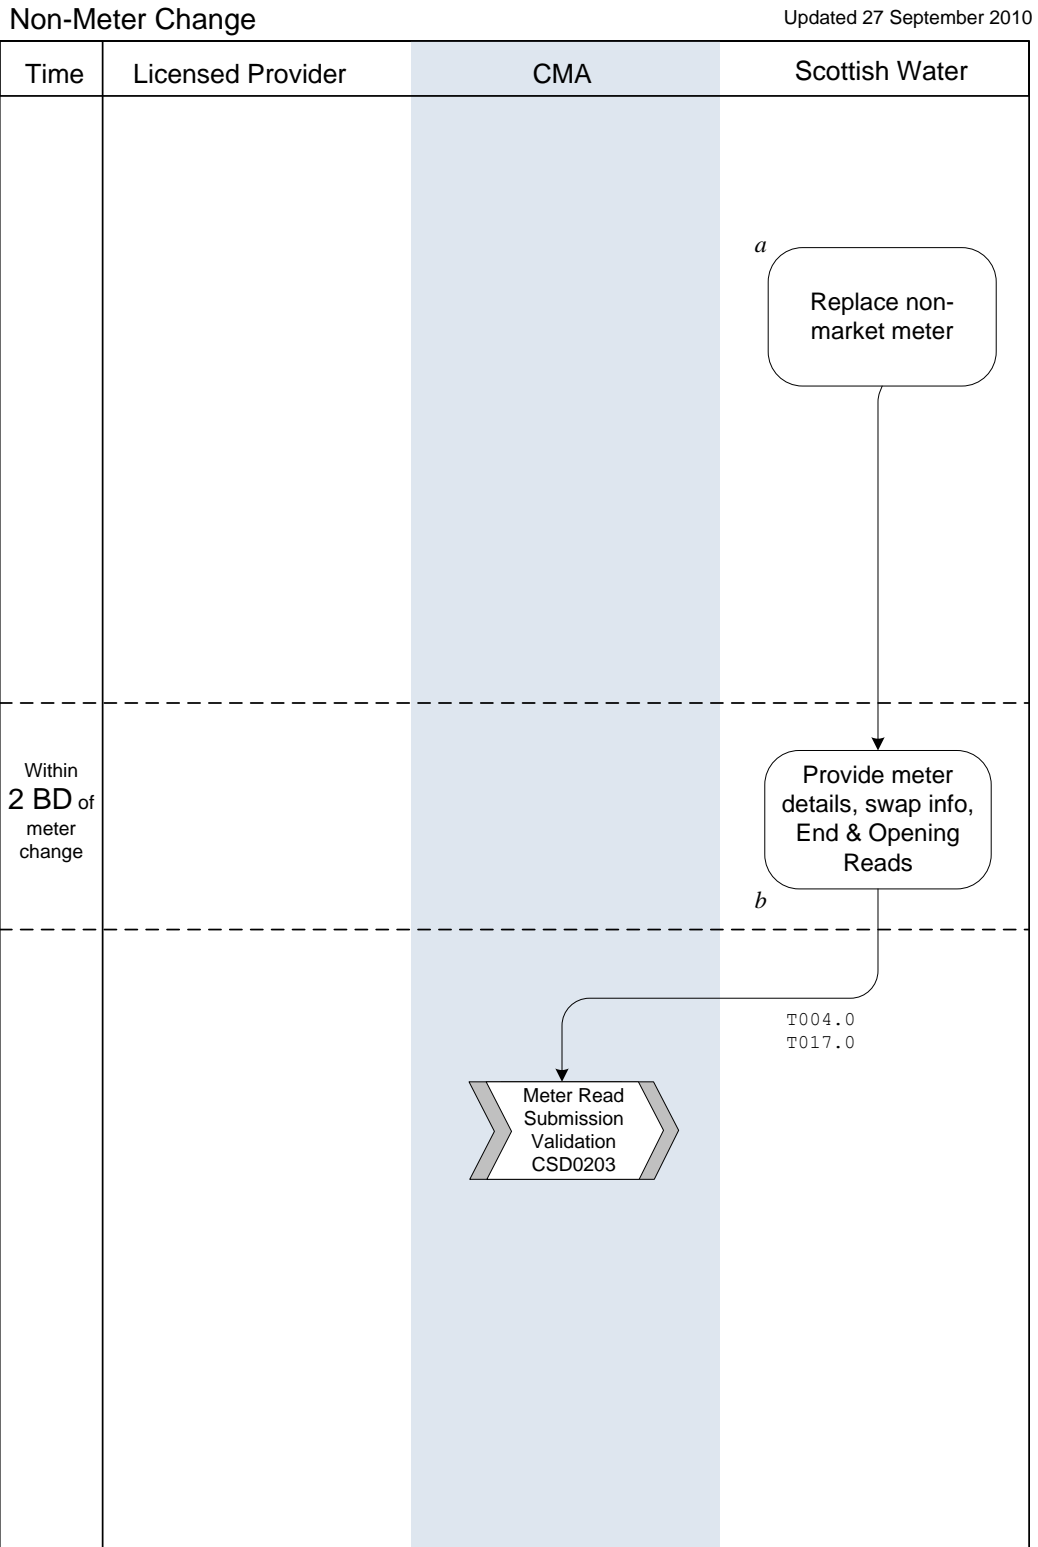 Non-Meter Change
Updated 27 September 2010
Time
Licensed Provider
CMA
Scottish Water
a
Replace non-
market meter
Within
2 BD of
meter
change
Provide meter
details, swap info,
End & Opening
Reads
b
T004.0
T017.0
Meter Read
Submission
Validation
CSD0203